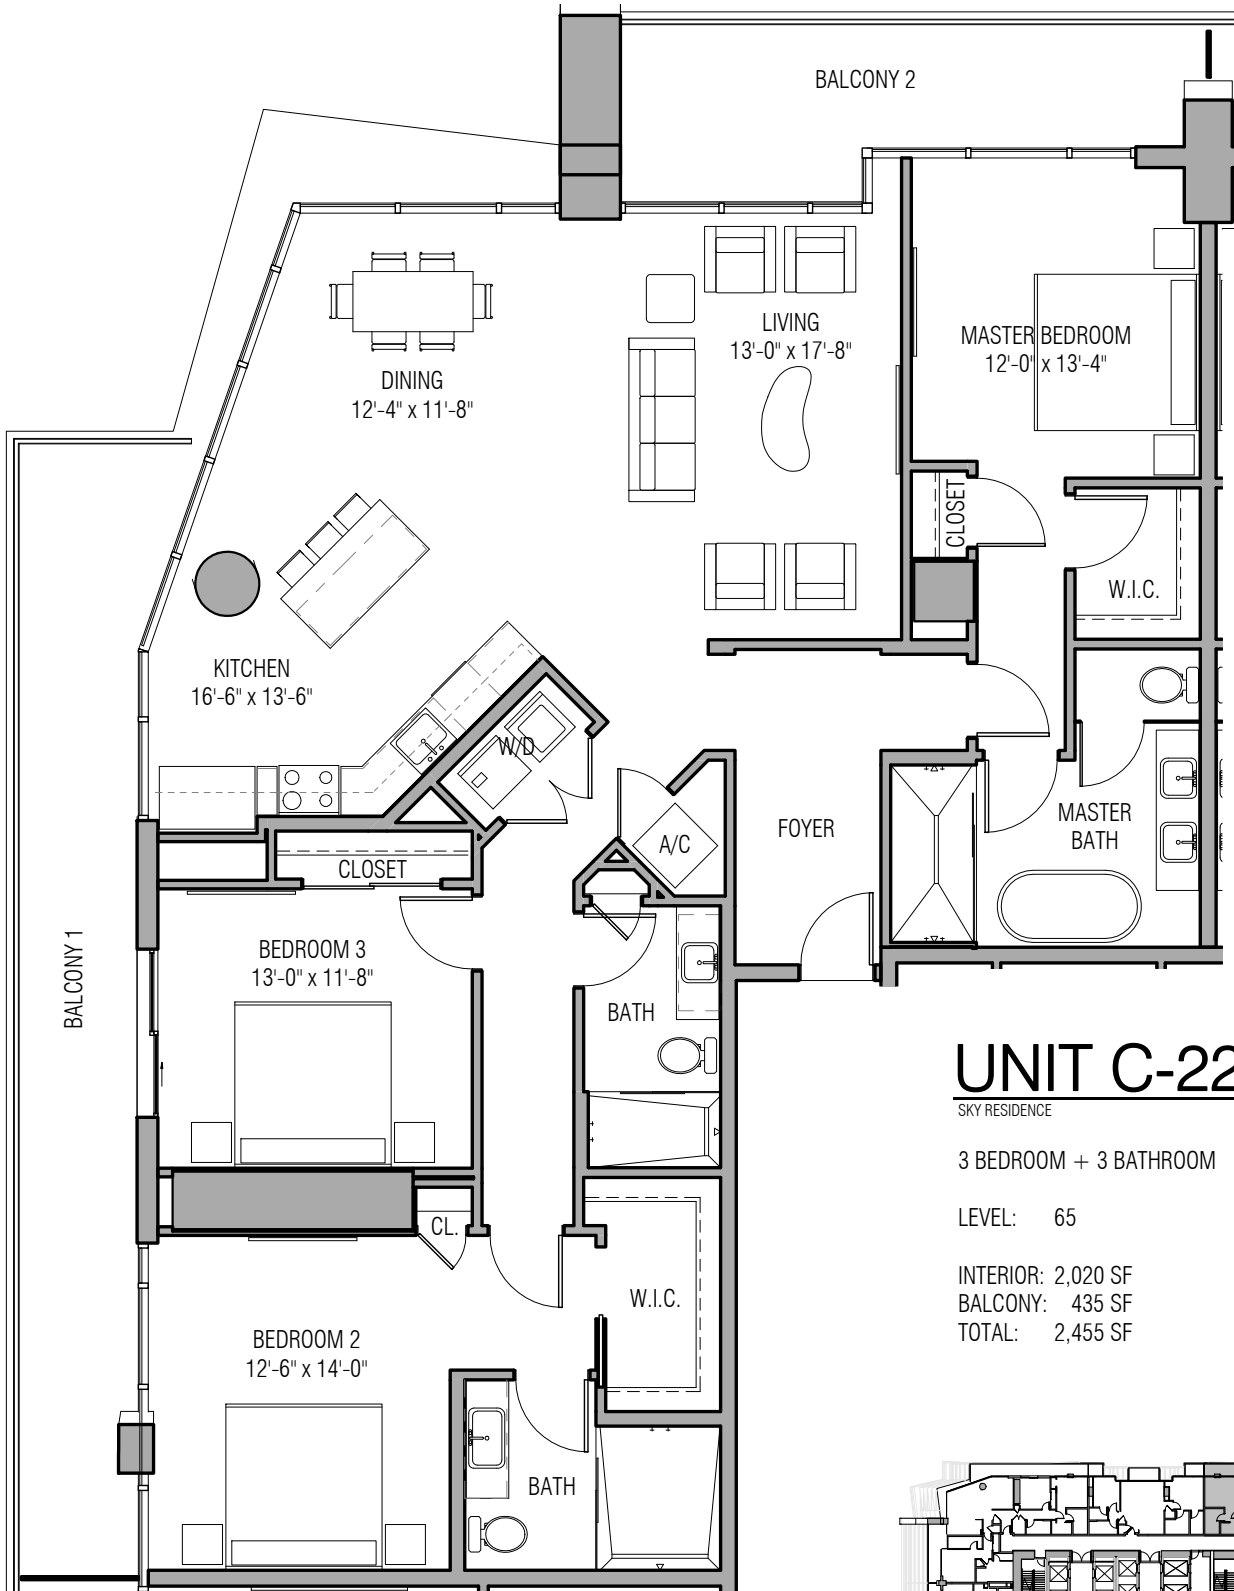 BALCONY 2
LIVING
13'-0" x 17'-8"
MASTER BEDROOM
12'-0" x 13'-4"
DINING
12'-4" x 11'-8"
CLOSET
W.I.C.
KITCHEN
16'-6" x 13'-6"
W/D
FOYER
MASTER
BATH
A/C
CLOSET
BALCONY 1
BEDROOM 3
13'-0" x 11'-8"
BATH
UNIT C-22
SKY RESIDENCE
3 BEDROOM + 3 BATHROOM
LEVEL: 65
INTERIOR: 2,020 SF
BALCONY: 435 SF
TOTAL: 2,455 SF
CL.
W.I.C.
BEDROOM 2
12'-6" x 14'-0"
BATH